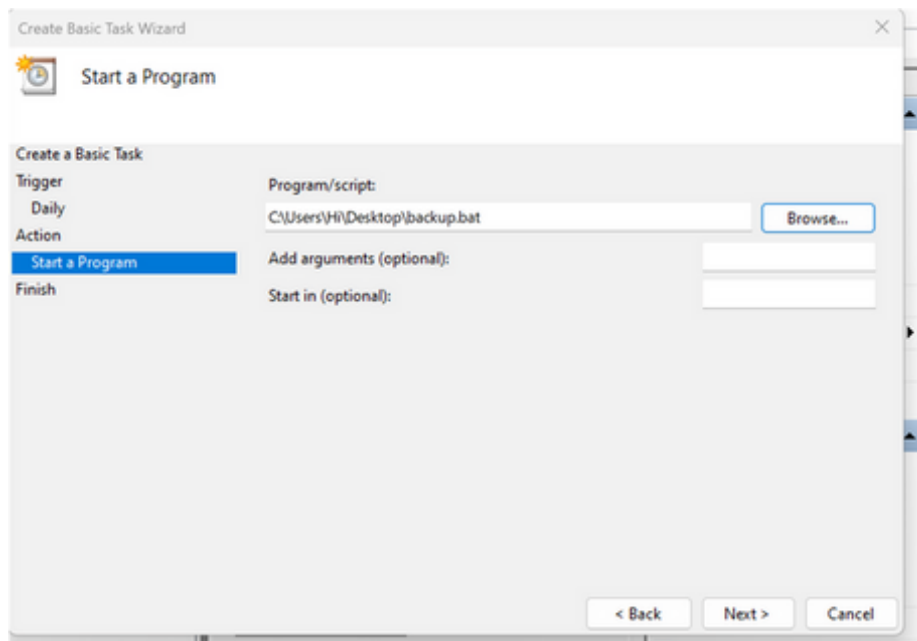 Create Basic Task Wizard
Start a Program
Create a Basic Task
Trigger
Daily
Action
Start a Program
Finish
Program/script:
C:\Users\Hi\Desktop\backup.bat
Browse...
Add arguments (optional):
Start in (optional):
< Back
Next >
Cancel